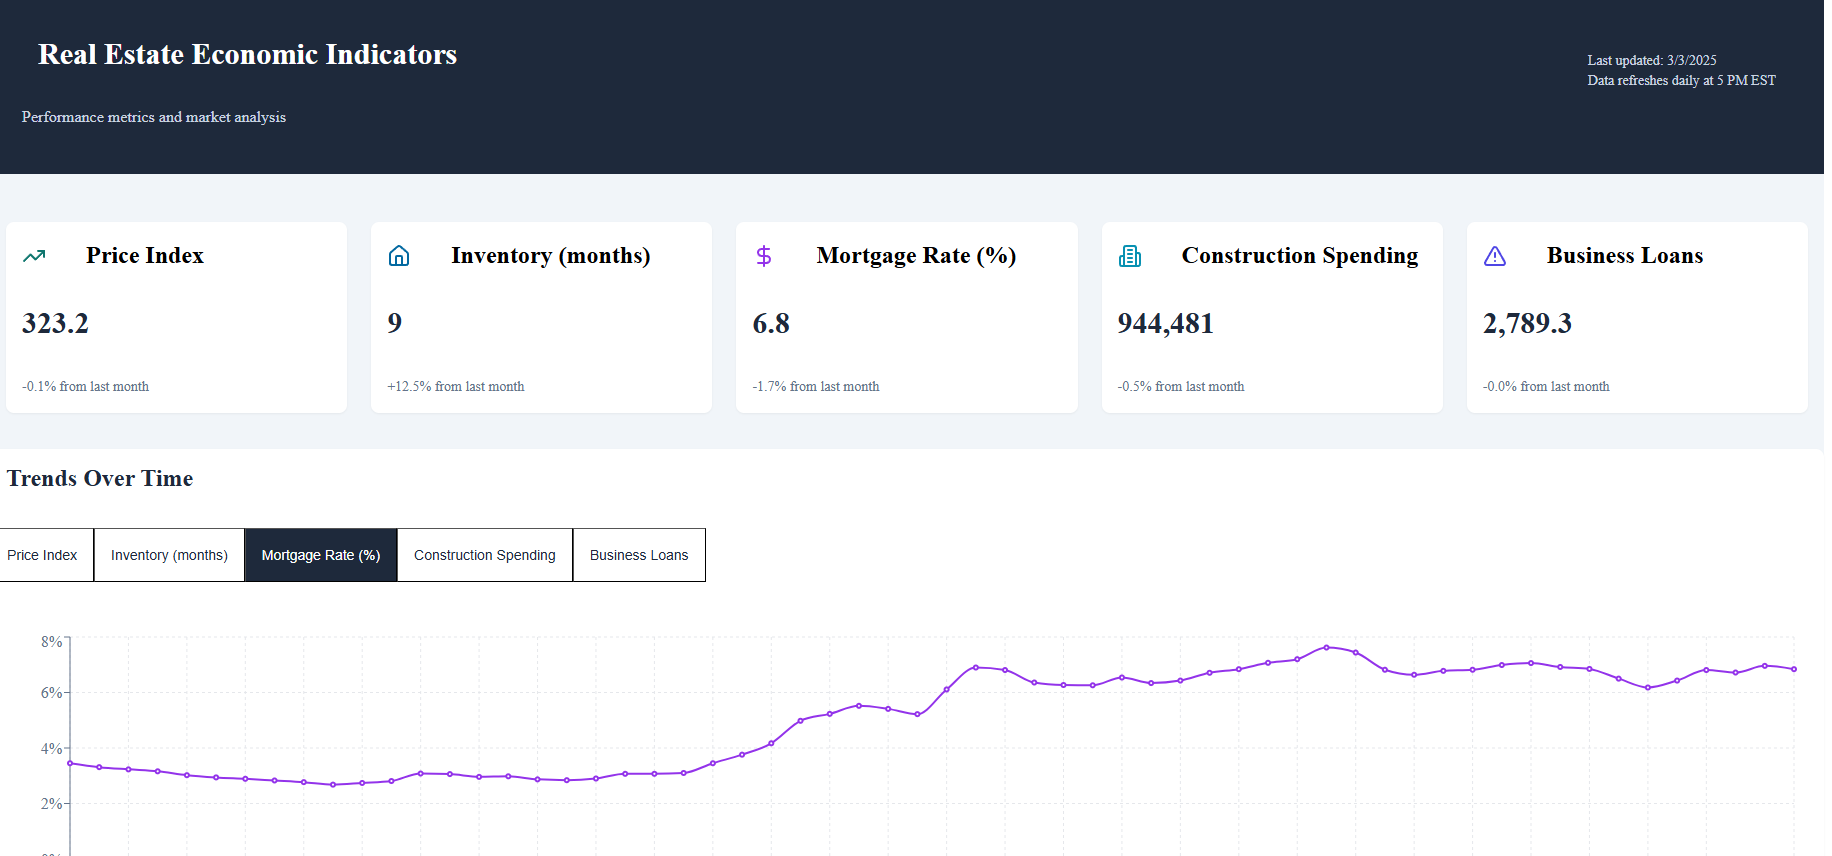 Real Estate Economic Indicators
Last updated: 3/3/2025
Data refreshes daily at 5 PM EST
Performance metrics and market analysis
Price Index
323.2
-0.1% from last month
Inventory (months)
9
+12.5% from last month
Mortgage Rate (%)
6.8
-1.7% from last month
Construction Spending
944,481
-0.5% from last month
Business Loans
2,789.3
-0.0% from last month
Trends Over Time
Price Index
Inventory (months)
Mortgage Rate (%)
Construction Spending
Business Loans
8%
6%
4%
2%